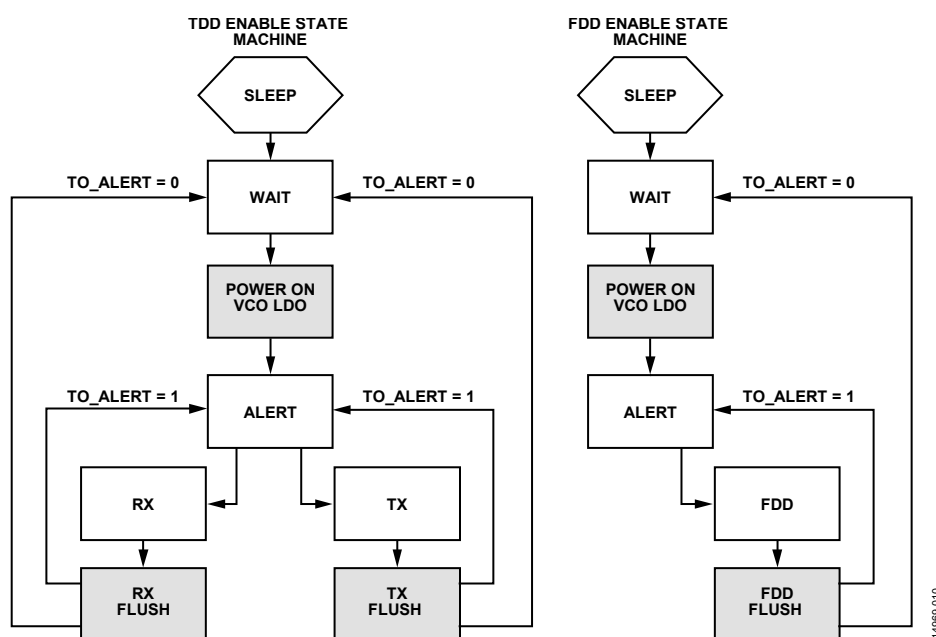 TDD ENABLE STATE
MACHINE
SLEEP
TO_ALERT = 0
WAIT
TO_ALERT = 0
POWER ON
VCO LDO
TO_ALERT = 1
ALERT
TO_ALERT = 1
RX
TX
RX
FLUSH
TX
FLUSH
FDD ENABLE STATE
MACHINE
SLEEP
WAIT
TO_ALERT = 0
POWER ON
VCO LDO
ALERT
TO_ALERT = 1
FDD
FDD
FLUSH